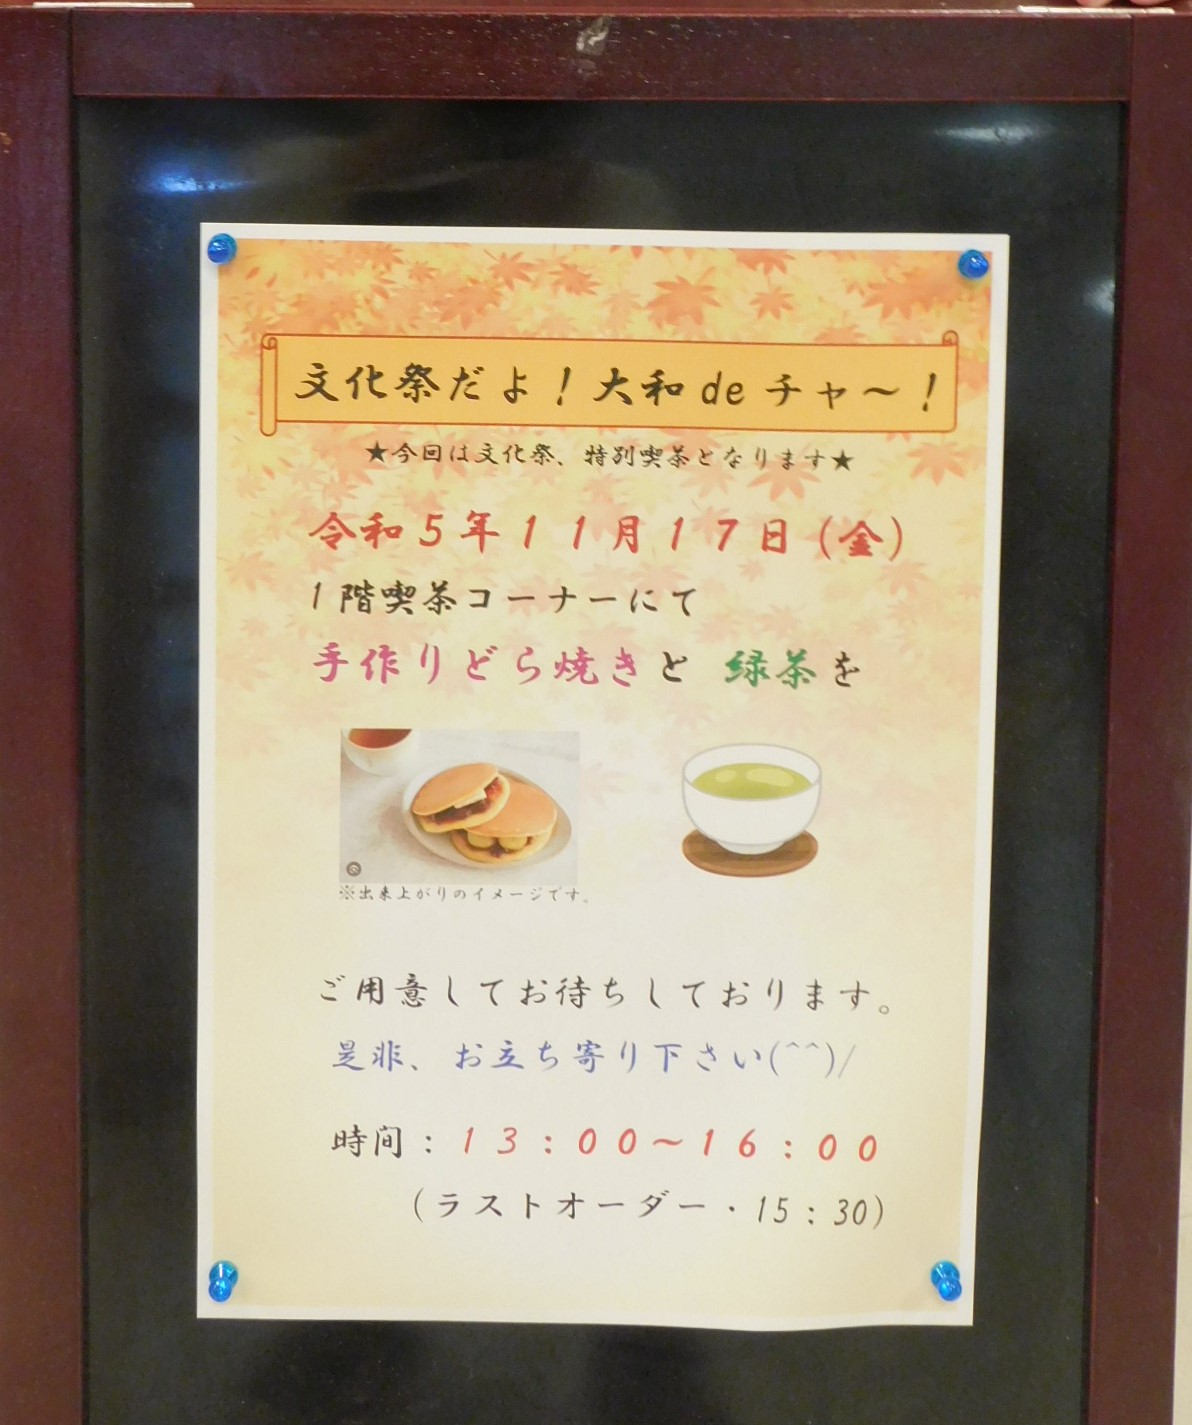 文化祭だよ！大和deチャ～！
★今回は文化祭、特別喫茶となります★
令和５年１１月１７日（金）
1階喫茶コーナーにて
手作りどら焼きと 緑茶を
※出来上がりのイメージです。
ご用意してお待ちしております。
是非、お立ち寄り下さい(^^)/
時間：１３：００～１６：００
（ラストオーダー・15：30）